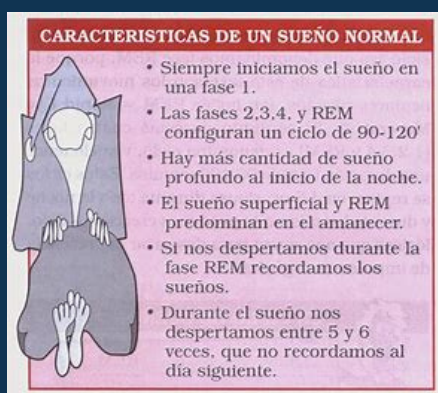 CARACTERISTICAS DE UN SUEÑO NORMAL
• Siempre iniciamos el sueño en
una fase 1.
• Las fases 2,3,4, y REM
configuran un ciclo de 90-120'
• Hay más cantidad de sueño
profundo al inicio de la noche.
• El sueño superficial y REM
predominan en el amanecer.
• Si nos despertamos durante la
fase REM recordamos los
sueños.
• Durante el sueño nos
despertamos entre 5 y 6
veces, que no recordamos al
día siguiente.